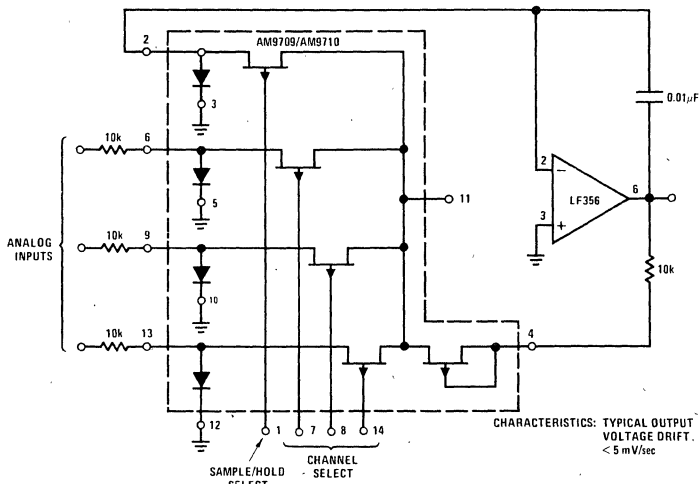 AM9709/AM9710
2
3
0.01μF
10k
6
5
2
6
LF356
3
11
ANALOG
INPUTS
10k
9
10
10k
10k
13
4
12
1
7
8
14
CHARACTERISTICS: TYPICAL OUTPUT
VOLTAGE DRIFT.
< 5 mV/sec
CHANNEL
SELECT
SAMPLE/HOLD
SELECT